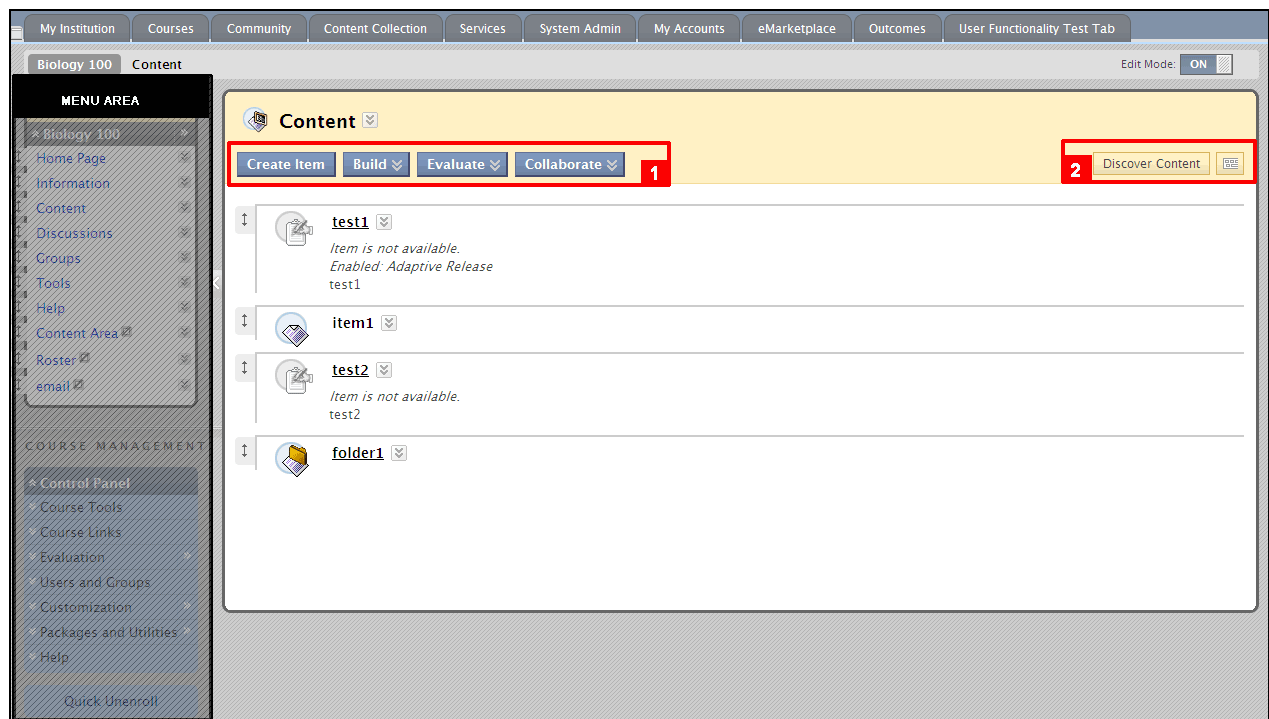 My Institution Courses Community Content Collection Services System Admin My Accounts eMarketplace Outcomes User Functionality Test Tab
Biology 100 Content Edit Mode: ON
MENU AREA
Biology 100
Home Page
Information
Content
Discussions
Groups
Tools
Help
Content Area
Roster
email
COURSE MANAGEMENT
Control Panel
Course Tools
Course Links
Evaluation
Users and Groups
Customization
Packages and Utilities
Help
Quick Unenroll
Content
Create Item Build Evaluate Collaborate 1
2 Discover Content
test1
Item is not available.
Enabled: Adaptive Release
test1
item1
test2
Item is not available.
test2
folder1